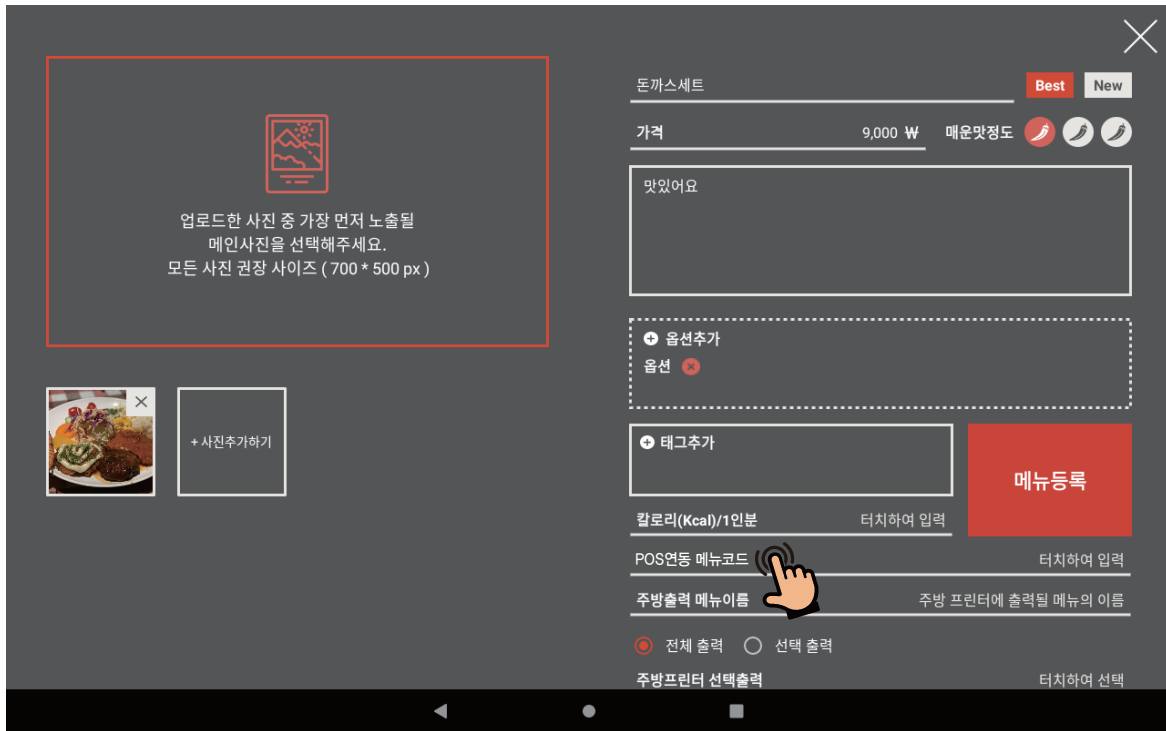 업로드한 사진 중 가장 먼저 노출될
메인사진을 선택해주세요.
모든 사진 권장 사이즈 ( 700 * 500 px )
+ 사진추가하기
돈까스세트
Best New
가격 9,000 ₩ 매운맛정도
맛있어요
옵션추가
옵션
태그추가
메뉴등록
칼로리(Kcal)/1인분 터치하여 입력
POS연동 메뉴코드 터치하여 입력
주방출력 메뉴이름 주방 프린터에 출력될 메뉴의 이름
전체 출력 선택 출력
주방프린터 선택출력 터치하여 선택